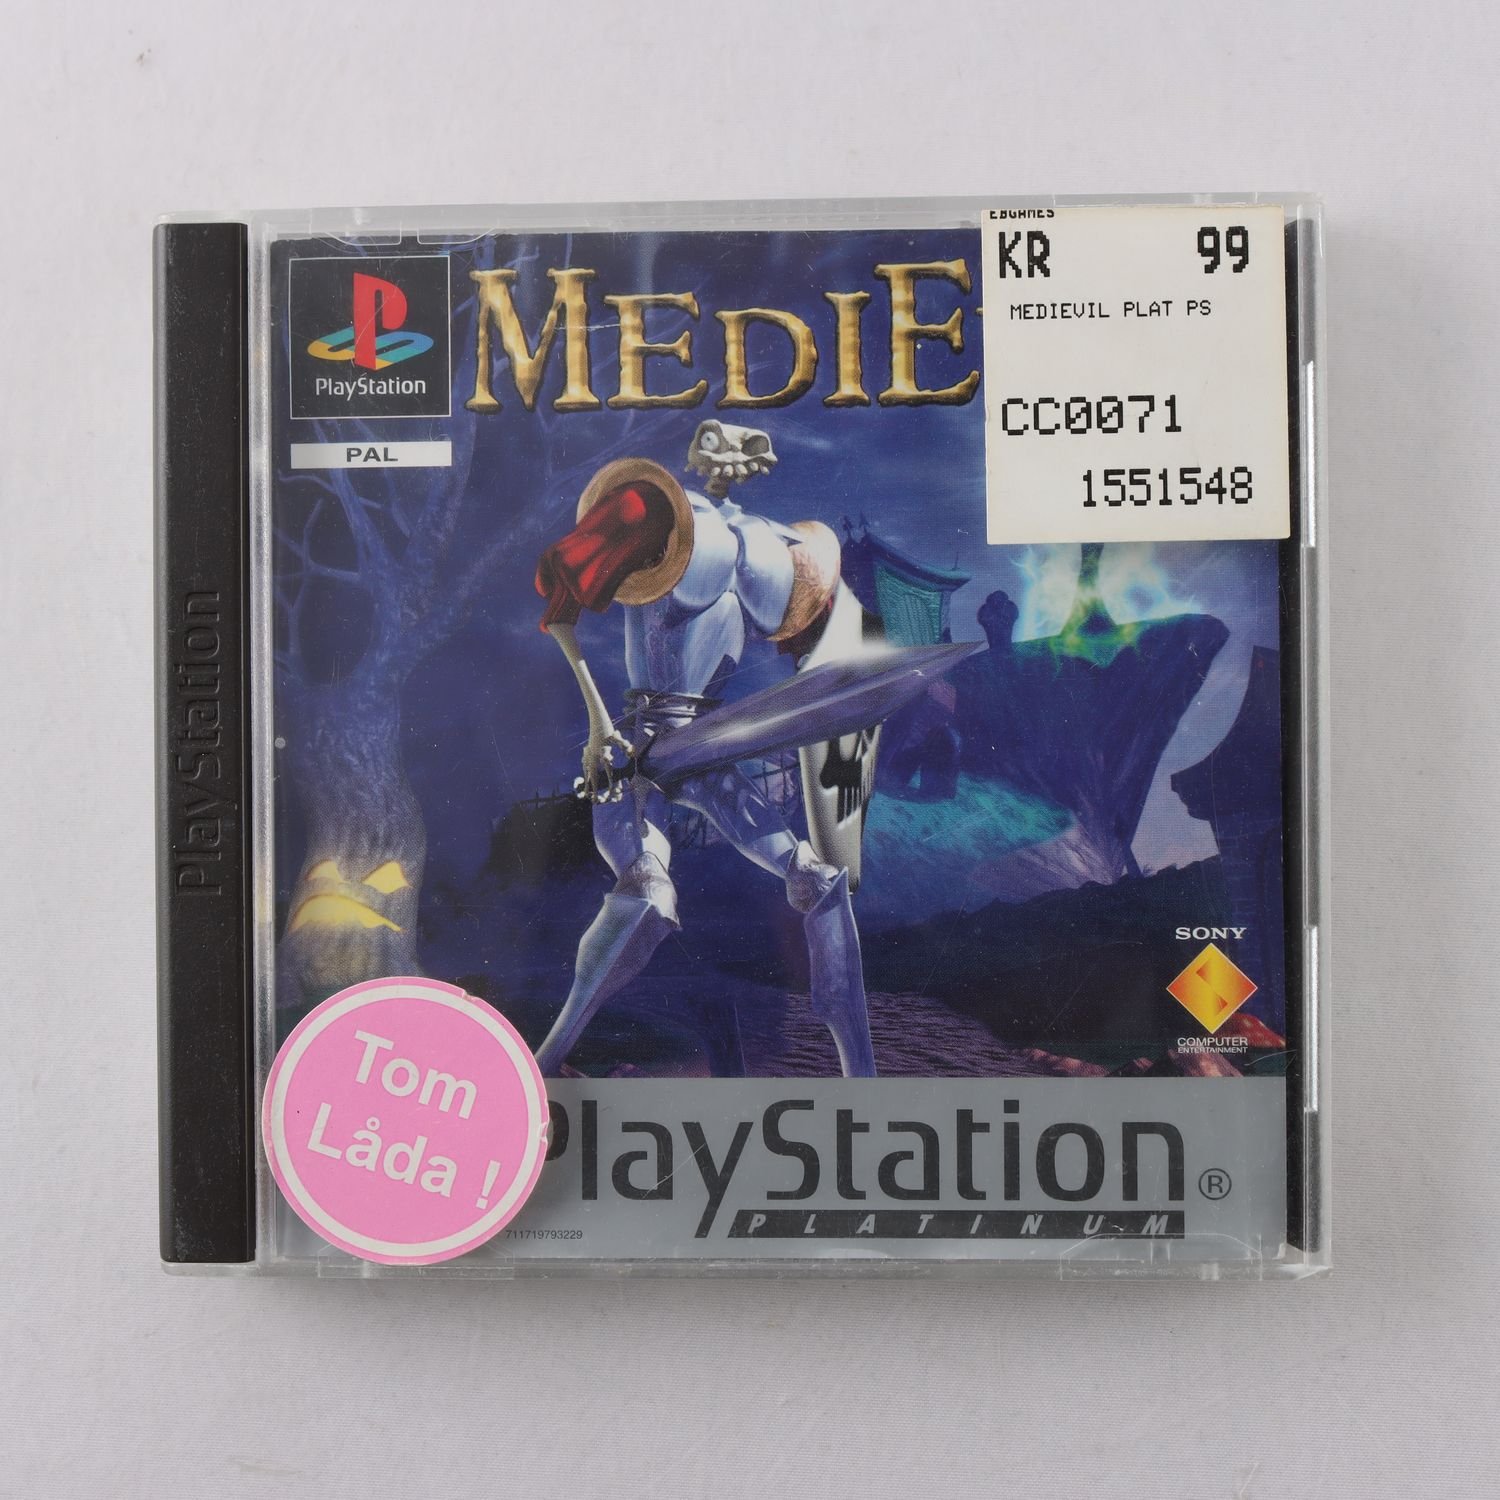 EBGAMES
KR 99
MEDIEVIL PLAT PS
CC0071
1551548
MEDIE
PlayStation
PAL
PlayStation
SONY
COMPUTER
ENTERTAINMENT
Tom
Låda !
PlayStation®
PLATINUM
711719793229